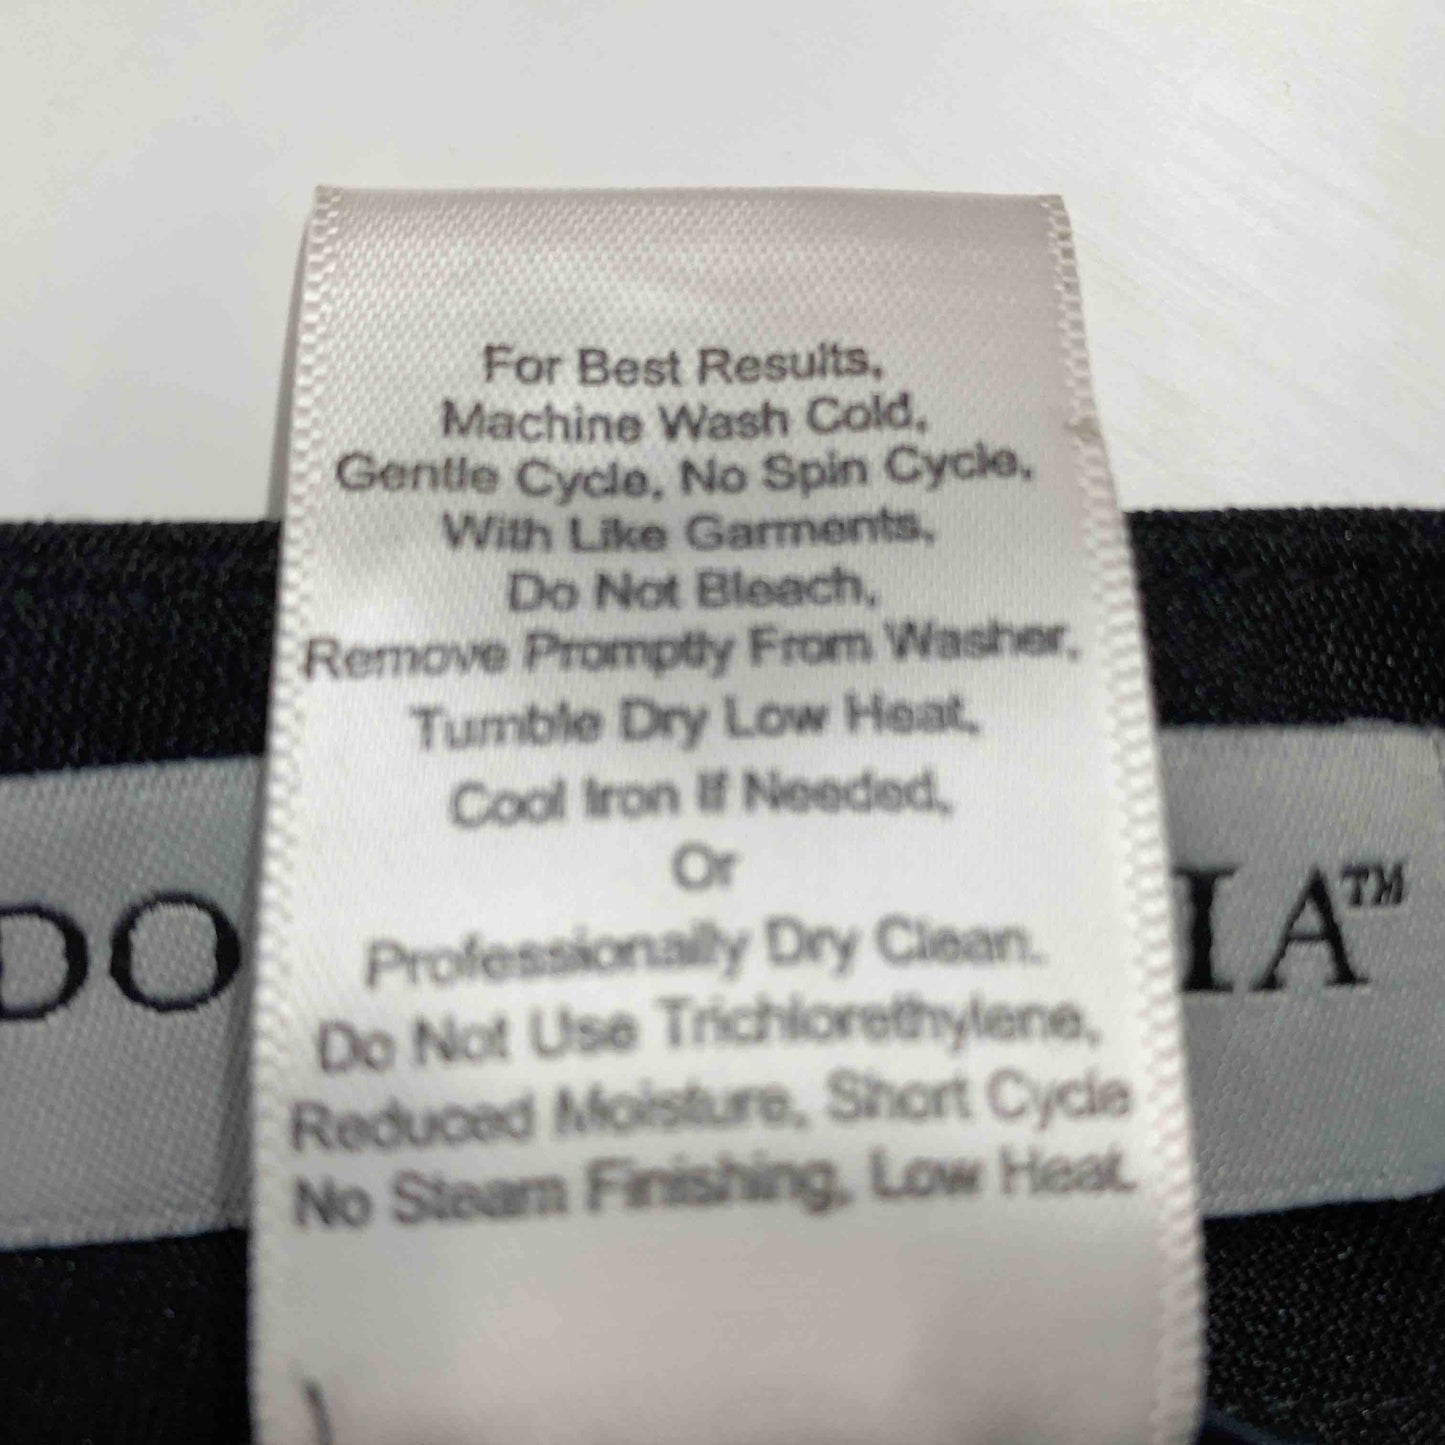 For Best Results,
Machine Wash Cold,
Gentle Cycle, No Spin Cycle,
With Like Garments,
Do Not Bleach,
Remove Promptly From Washer,
Tumble Dry Low Heat,
Cool Iron If Needed,
Or
Professionally Dry Clean.
Do Not Use Trichlorethylene,
Reduced Moisture, Short Cycle
No Steam Finishing, Low Heat.
DO IA™